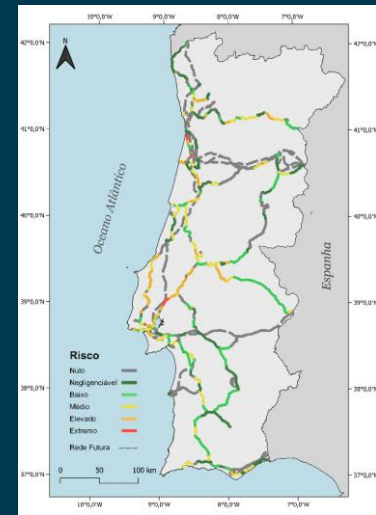 10°0,0'W 9°0,0'W 8°0,0'W 7°0,0'W
N
42°0,0'N 42°0,0'N
41°0,0'N 41°0,0'N
40°0,0'N 40°0,0'N
39°0,0'N 39°0,0'N
38°0,0'N 38°0,0'N
37°0,0'N 37°0,0'N
Oceano Atlântico
Espanha
Risco
Nulo
Negligenciável
Baixo
Médio
Elevado
Extremo
Rede Futura
0 50 100 km
10°0,0'W 9°0,0'W 8°0,0'W 7°0,0'W